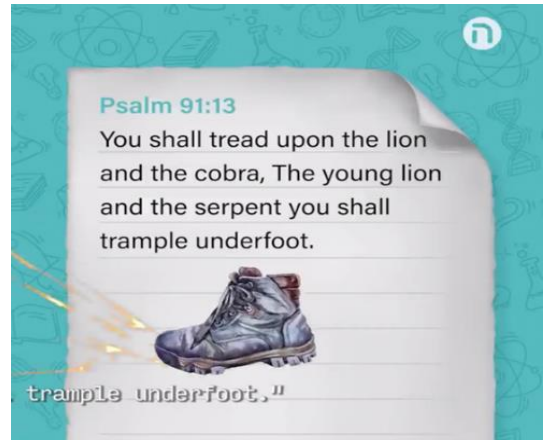 Psalm 91:13
You shall tread upon the lion
and the cobra, The young lion
and the serpent you shall
trample underfoot.
trample underfoot."